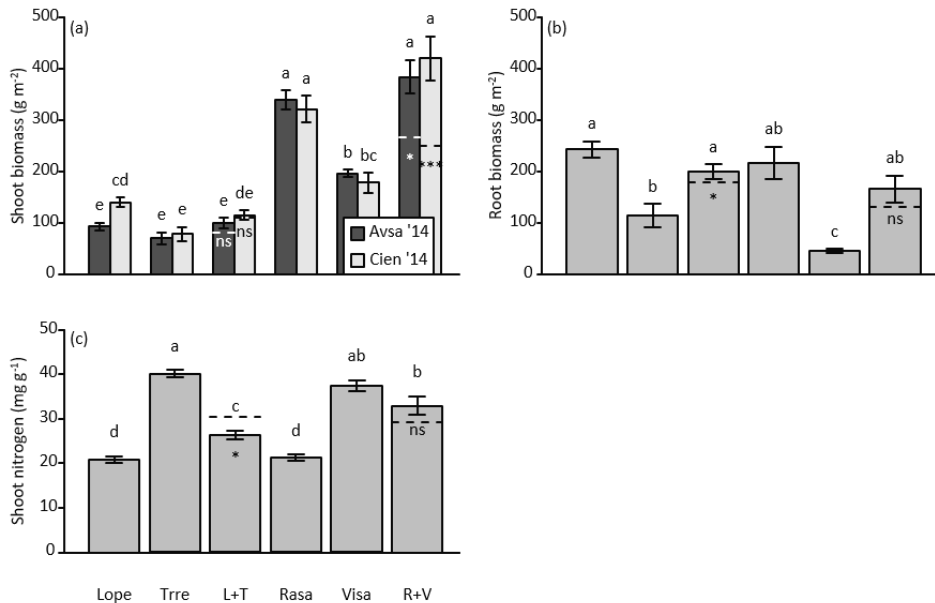 (a)
Shoot biomass (g m⁻²)
500
400
300
200
100
0
e cd e e e de a a b bc a a
ns ns * ***
Avsa '14
Cien '14
(b)
Root biomass (g m⁻²)
500
400
300
200
100
0
a b a ab c ab
* ns
(c)
Shoot nitrogen (mg g⁻¹)
50
40
30
20
10
0
d a c d ab b
* ns
Lope Trre L+T Rasa Visa R+V